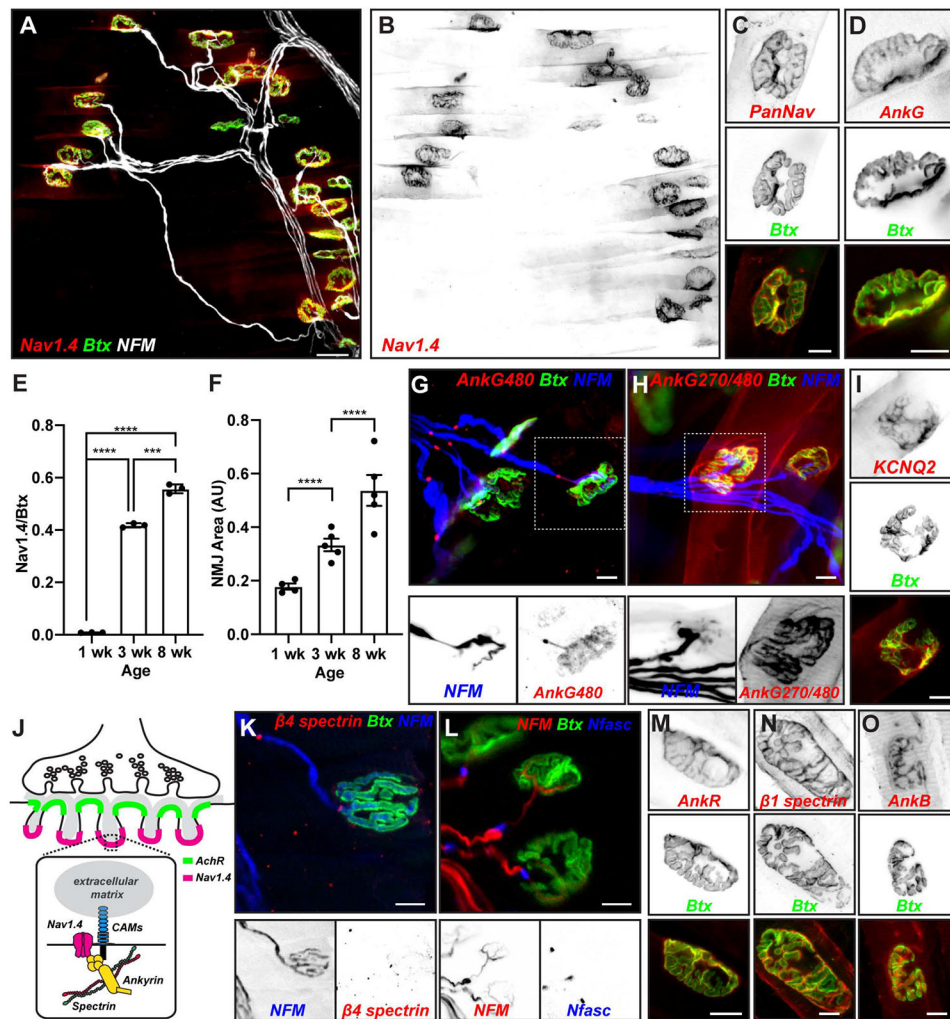 A
Nav1.4 Btx NFM
B
Nav1.4
C
PanNav
Btx
D
AnkG
Btx
E
Nav1.4/Btx
0.8
0.6
0.4
0.2
0.0
****
**** ***
1 wk 3 wk 8 wk
Age
F
NMJ Area (AU)
0.8
0.6
0.4
0.2
0.0
****
****
1 wk 3 wk 8 wk
Age
G
AnkG480 Btx NFM
NFM
AnkG480
H
AnkG270/480 Btx NFM
NFM
AnkG270/480
I
KCNQ2
Btx
J
AchR
Nav1.4
extracellular
matrix
Nav1.4
CAMs
Ankyrin
Spectrin
K
β4 spectrin Btx NFM
NFM
β4 spectrin
L
NFM Btx Nfasc
NFM
Nfasc
M
AnkR
Btx
N
β1 spectrin
Btx
O
AnkB
Btx